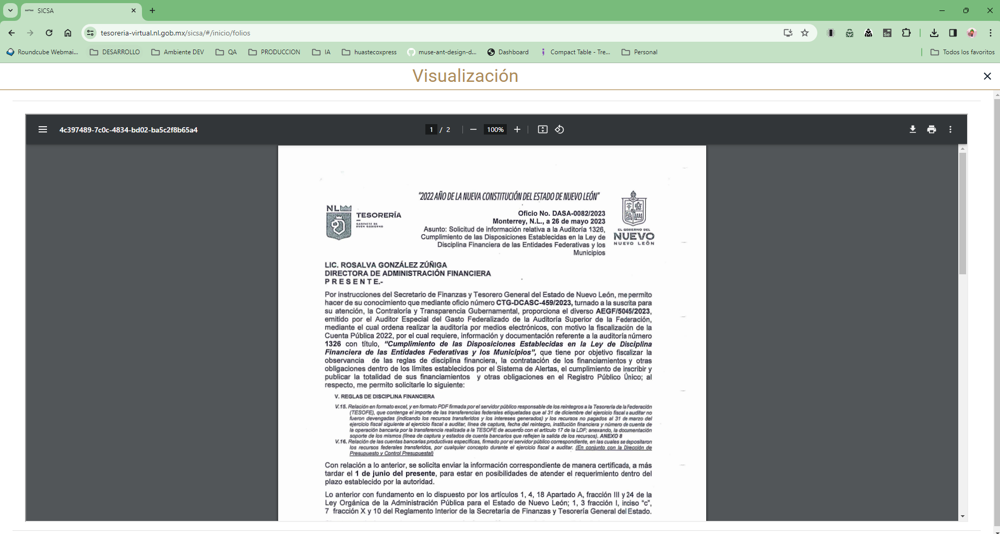 SICSA
tesoreria-virtual.nl.gob.mx/sicsa/#/inicio/folios
Roundcube Webmai...
DESARROLLO
Ambiente DEV
QA
PRODUCCION
IA
huastecoxpress
muse-ant-design-d...
Dashboard
Compact Table - Tre...
Personal
Todos los favoritos
Visualización
4c397489-7c0c-4834-bd02-ba5c2f8b65a4
1 / 2
100%
"2022 AÑO DE LA NUEVA CONSTITUCIÓN DEL ESTADO DE NUEVO LEÓN"
NL
TESORERÍA
GABINETE DE
BUEN GOBIERNO
Oficio No. DASA-0082/2023
Monterrey, N.L., a 26 de mayo 2023
Asunto: Solicitud de información relativa a la Auditoría 1326,
Cumplimiento de las Disposiciones Establecidas en la Ley de
Disciplina Financiera de las Entidades Federativas y los
Municipios
EL GOBIERNO DEL
NUEVO
NUEVO LEÓN
LIC. ROSALVA GONZÁLEZ ZÚÑIGA
DIRECTORA DE ADMINISTRACIÓN FINANCIERA
P R E S E N T E.-
Por instrucciones del Secretario de Finanzas y Tesorero General del Estado de Nuevo León, me permito
hacer de su conocimiento que mediante oficio número CTG-DCASC-459/2023, turnado a la suscrita para
su atención, la Contraloría y Transparencia Gubernamental, proporciona el diverso AEGF/5045/2023,
emitido por el Auditor Especial del Gasto Federalizado de la Auditoría Superior de la Federación,
mediante el cual ordena realizar la auditoría por medios electrónicos, con motivo la fiscalización de la
Cuenta Pública 2022, por el cual requiere, información y documentación referente a la auditoría número
1326 con título, "Cumplimiento de las Disposiciones Establecidas en la Ley de Disciplina
Financiera de las Entidades Federativas y los Municipios", que tiene por objetivo fiscalizar la
observancia de las reglas de disciplina financiera, la contratación de los financiamientos y otras
obligaciones dentro de los límites establecidos por el Sistema de Alertas, el cumplimiento de inscribir y
publicar la totalidad de sus financiamientos y otras obligaciones en el Registro Público Único; al
respecto, me permito solicitarle lo siguiente:
V. REGLAS DE DISCIPLINA FINANCIERA
V.15. Relación en formato excel, y en formato PDF firmada por el servidor público responsable de los reintegros a la Tesorería de la Federación
(TESOFE), que contenga el importe de las transferencias federales etiquetadas que al 31 de diciembre del ejercicio fiscal a auditar no
fueron devengadas (indicando los recursos transferidos y los intereses generados) y los recursos no pagados al 31 de marzo del
ejercicio fiscal siguiente al ejercicio fiscal a auditar, línea de captura, fecha del reintegro, institución financiera y número de cuenta de
la operación bancaria por la transferencia realizada a la TESOFE de acuerdo con el artículo 17 de la LDF; anexando, la documentación
soporte de los mismos (línea de captura y estados de cuenta bancarios que reflejen la salida de los recursos). ANEXO 8
V.16. Relación de las cuentas bancarias productivas específicas, firmado por el servidor público correspondiente, en las cuales se depositaron
los recursos federales transferidos, por cualquier concepto durante el ejercicio fiscal a auditar. (En conjunto con la Dirección de
Presupuesto y Control Presupuestal)
Con relación a lo anterior, se solicita enviar la información correspondiente de manera certificada, a más
tardar el 1 de junio del presente, para estar en posibilidades de atender el requerimiento dentro del
plazo establecido por la autoridad.
Lo anterior con fundamento en lo dispuesto por los artículos 1, 4, 18 Apartado A, fracción III y 24 de la
Ley Orgánica de la Administración Pública para el Estado de Nuevo León; 1, 3 fracción I, inciso "c",
7 fracción X y 10 del Reglamento Interior de la Secretaría de Finanzas y Tesorería General del Estado.